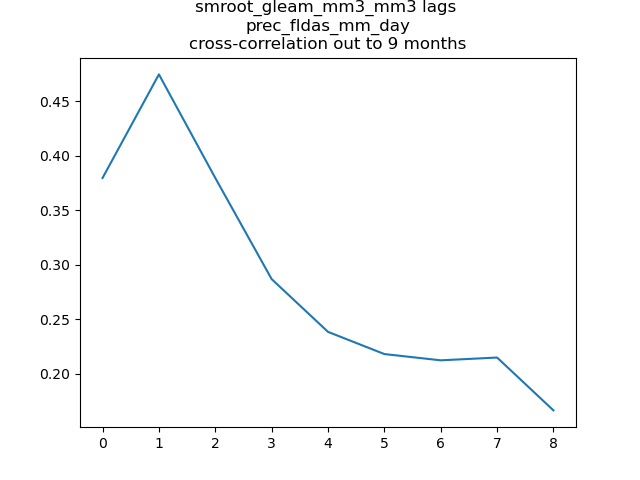 smroot_gleam_mm3_mm3 lags
prec_fldas_mm_day
cross-correlation out to 9 months
0.45
0.40
0.35
0.30
0.25
0.20
0 1 2 3 4 5 6 7 8